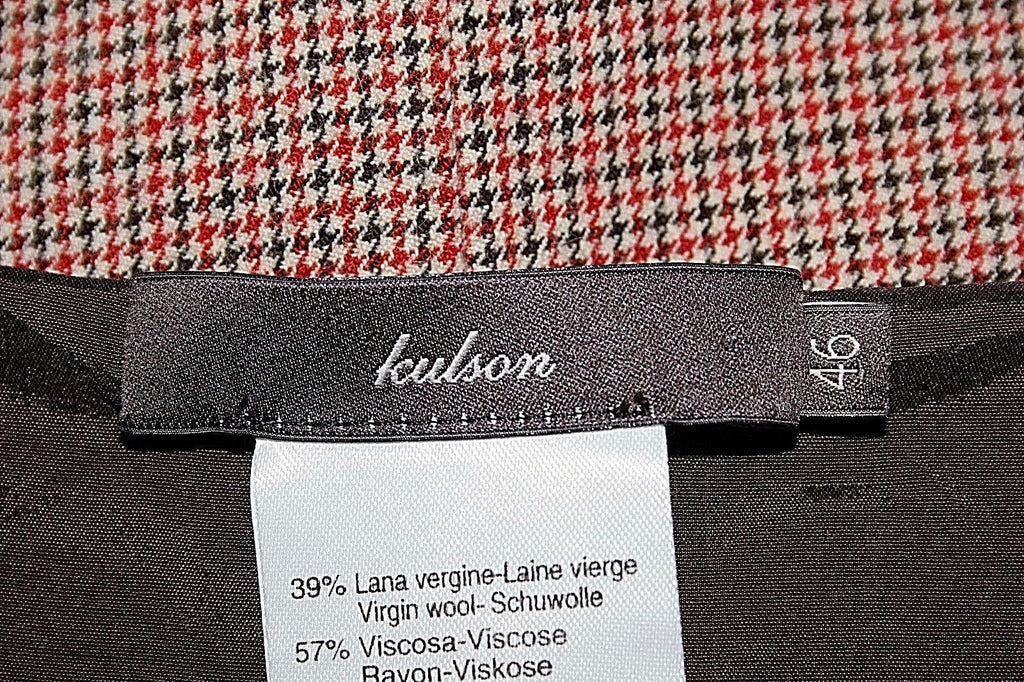 kulson
46
39% Lana vergine-Laine vierge
Virgin wool- Schuwolle
57% Viscosa-Viscose
Rayon-Viskose